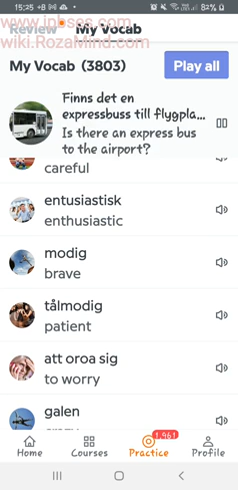 15:25 +B 82%
www.iposes.com
Review My Vocab
wiki.RozaMind.com
My Vocab (3803) Play all
Finns det en
expressbuss till flygpla...
Is there an express bus
to the airport?
careful
entusiastisk
enthusiastic
modig
brave
tålmodig
patient
att oroa sig
to worry
galen
1,961
Home Courses Practice Profile